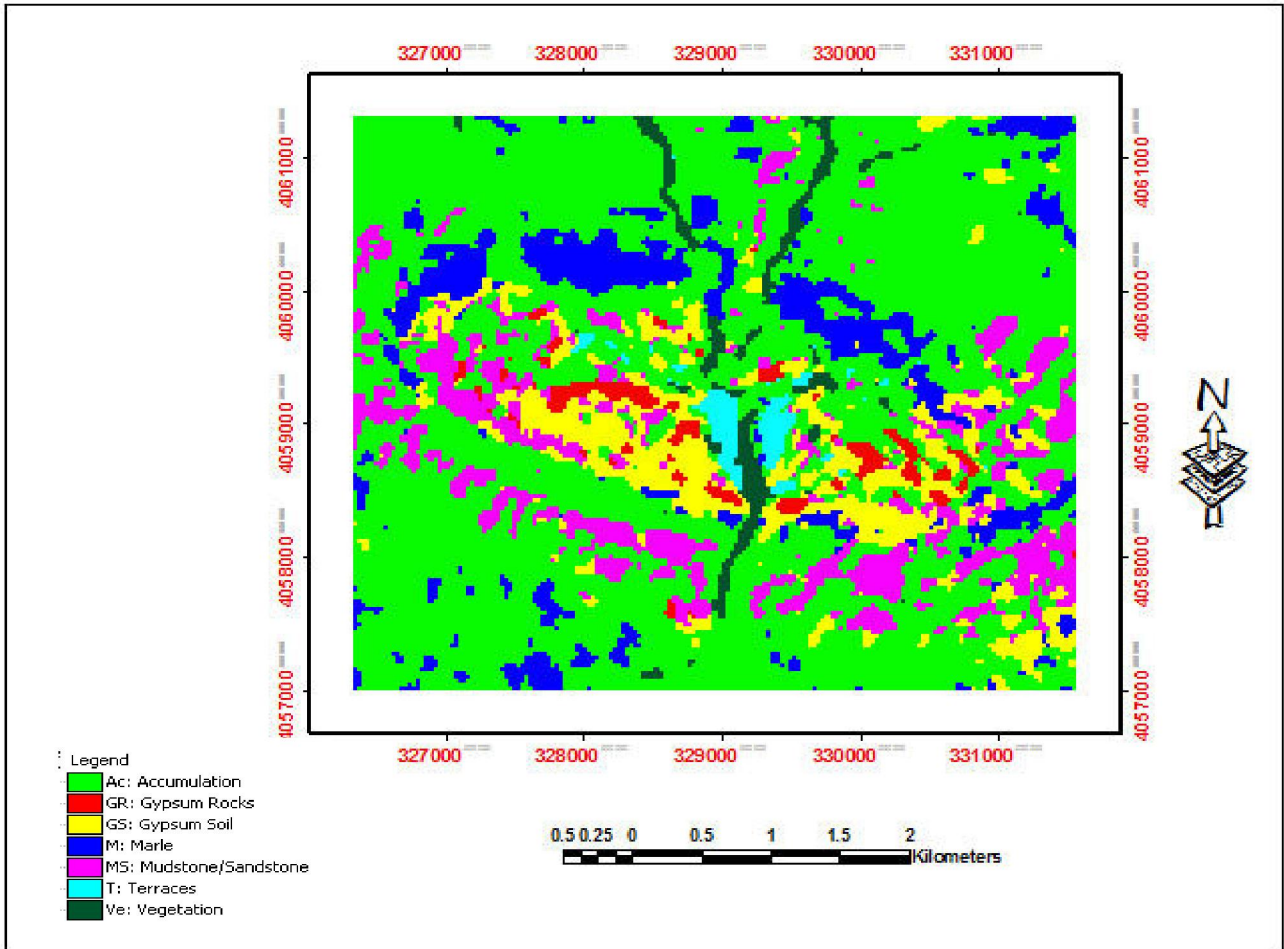 327000 328000 329000 330000 331000
4061000 4061000
4060000 4060000
4059000 4059000
4058000 4058000
4057000 4057000
327000 328000 329000 330000 331000
N
Legend
Ac: Accumulation
GR: Gypsum Rocks
GS: Gypsum Soil
M: Marle
MS: Mudstone/Sandstone
T: Terraces
Ve: Vegetation
0.5 0.25 0 0.5 1 1.5 2
Kilometers